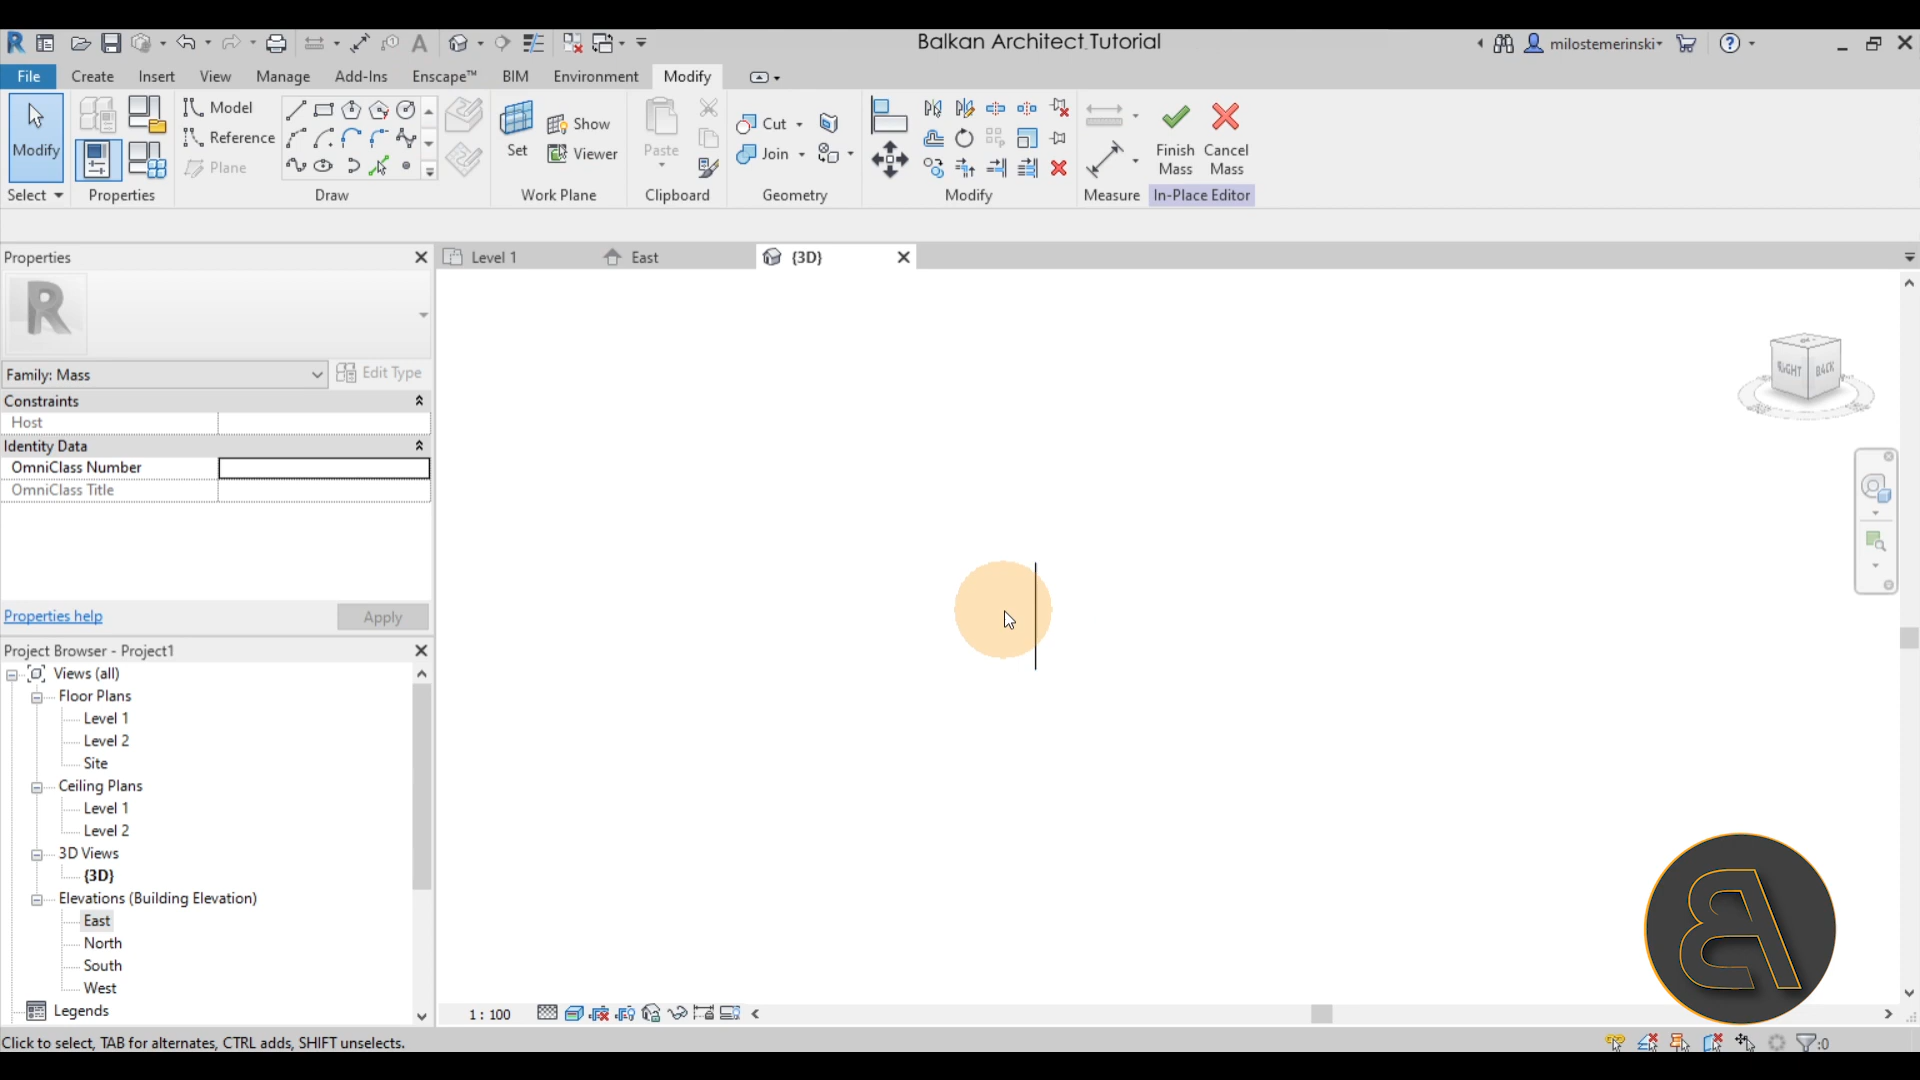 Balkan Architect Tutorial
milostemerinski
File Create Insert View Manage Add-Ins Enscape™ BIM Environment Modify
Modify
Model
Reference
Plane
Set
Show
Viewer
Paste
Cut
Join
Finish Mass
Cancel Mass
Select Properties Draw Work Plane Clipboard Geometry Modify Measure In-Place Editor
Properties
Level 1
East
{3D}
R
Family: Mass
Edit Type
Constraints
Host
Identity Data
OmniClass Number
OmniClass Title
RIGHT
BACK
Properties help
Apply
Project Browser - Project1
Views (all)
Floor Plans
Level 1
Level 2
Site
Ceiling Plans
Level 1
Level 2
3D Views
{3D}
Elevations (Building Elevation)
East
North
South
West
Legends
1 : 100
Click to select, TAB for alternates, CTRL adds, SHIFT unselects.
:0